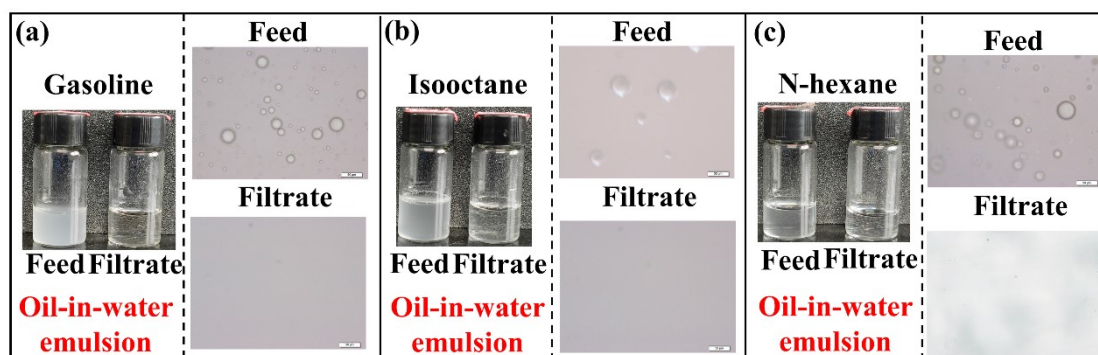 (a)
Gasoline
Feed Filtrate
Oil-in-water
emulsion
Feed
Filtrate
(b)
Isooctane
Feed Filtrate
Oil-in-water
emulsion
Feed
Filtrate
(c)
N-hexane
Feed Filtrate
Oil-in-water
emulsion
Feed
Filtrate